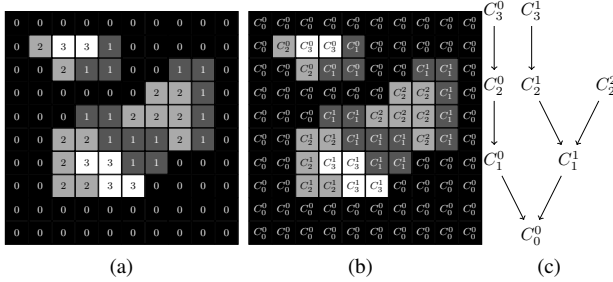 0 0 0 0 0 0 0 0 0 0
0 2 3 3 1 0 0 0 0 0
0 0 2 1 1 0 0 1 1 0
0 0 0 0 0 0 2 2 1 0
0 0 0 1 1 2 2 2 1 0
0 0 2 2 1 1 1 2 1 0
0 0 2 3 3 1 1 0 0 0
0 0 2 2 3 3 0 0 0 0
0 0 0 0 0 0 0 0 0 0
0 0 0 0 0 0 0 0 0 0
(a)
C_0^0 C_0^0 C_0^0 C_0^0 C_0^0 C_0^0 C_0^0 C_0^0 C_0^0 C_0^0
C_0^0 C_2^0 C_3^0 C_3^0 C_1^0 C_0^0 C_0^0 C_0^0 C_0^0 C_0^0
C_0^0 C_0^0 C_2^0 C_1^0 C_1^0 C_0^0 C_0^0 C_1^1 C_1^1 C_0^0
C_0^0 C_0^0 C_0^0 C_0^0 C_0^0 C_0^0 C_2^2 C_2^2 C_1^1 C_0^0
C_0^0 C_0^0 C_0^0 C_1^1 C_1^1 C_2^2 C_2^2 C_2^2 C_1^1 C_0^0
C_0^0 C_0^0 C_2^1 C_2^1 C_1^1 C_1^1 C_1^1 C_2^2 C_1^1 C_0^0
C_0^0 C_0^0 C_2^1 C_3^1 C_3^1 C_1^1 C_1^1 C_0^0 C_0^0 C_0^0
C_0^0 C_0^0 C_2^1 C_2^1 C_3^1 C_3^1 C_0^0 C_0^0 C_0^0 C_0^0
C_0^0 C_0^0 C_0^0 C_0^0 C_0^0 C_0^0 C_0^0 C_0^0 C_0^0 C_0^0
C_0^0 C_0^0 C_0^0 C_0^0 C_0^0 C_0^0 C_0^0 C_0^0 C_0^0 C_0^0
(b)
C_3^0 C_3^1
C_2^0 C_2^1 C_2^2
C_1^0 C_1^1
C_0^0
(c)